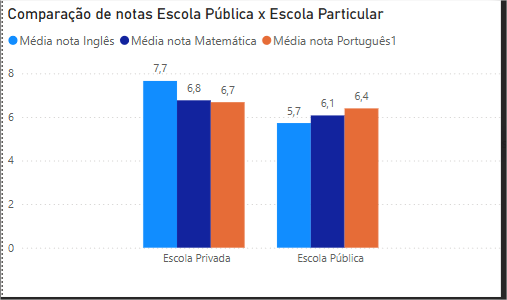 Comparação de notas Escola Pública x Escola Particular
Média nota Inglês Média nota Matemática Média nota Português1
8
7,7
6,8
6,7
6,4
6,1
5,7
6
4
2
0
Escola Privada
Escola Pública